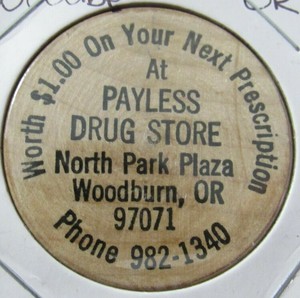 OR
Worth $1.00 On Your Next Prescription
At
PAYLESS
DRUG STORE
North Park Plaza
Woodburn, OR
97071
Phone 982-1340